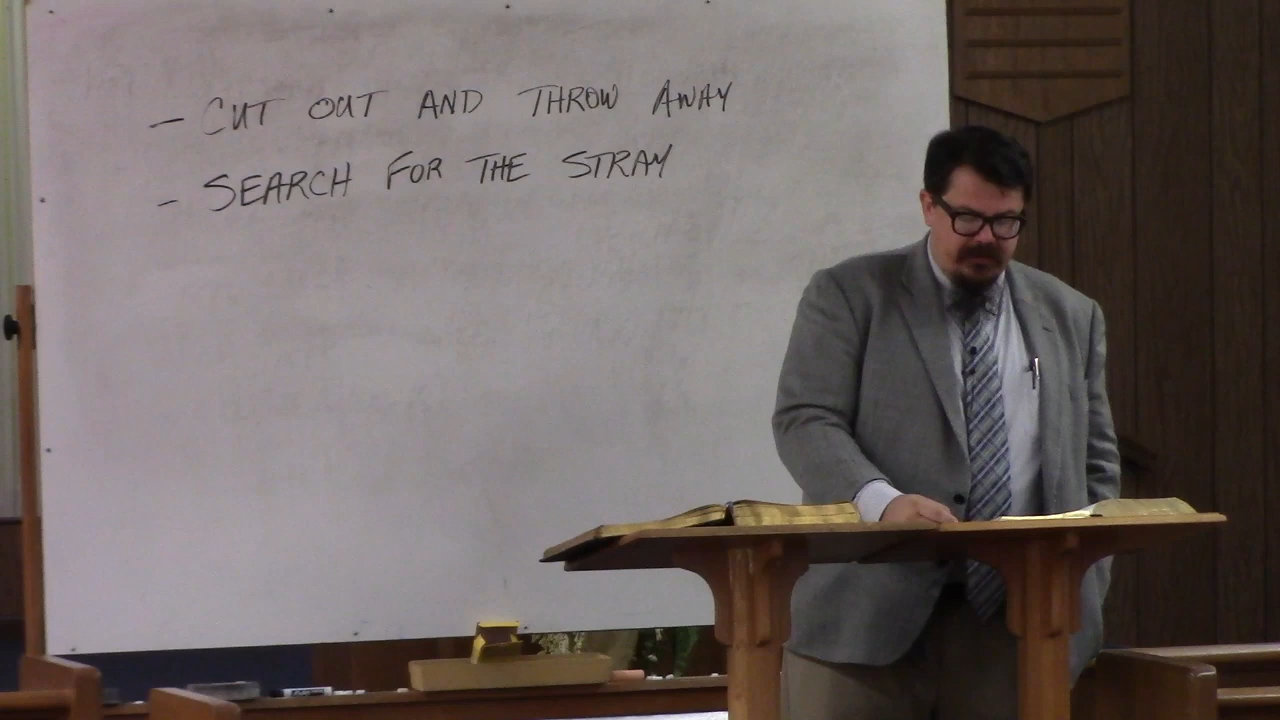 - CUT OUT AND THROW AWAY
- SEARCH FOR THE STRAY